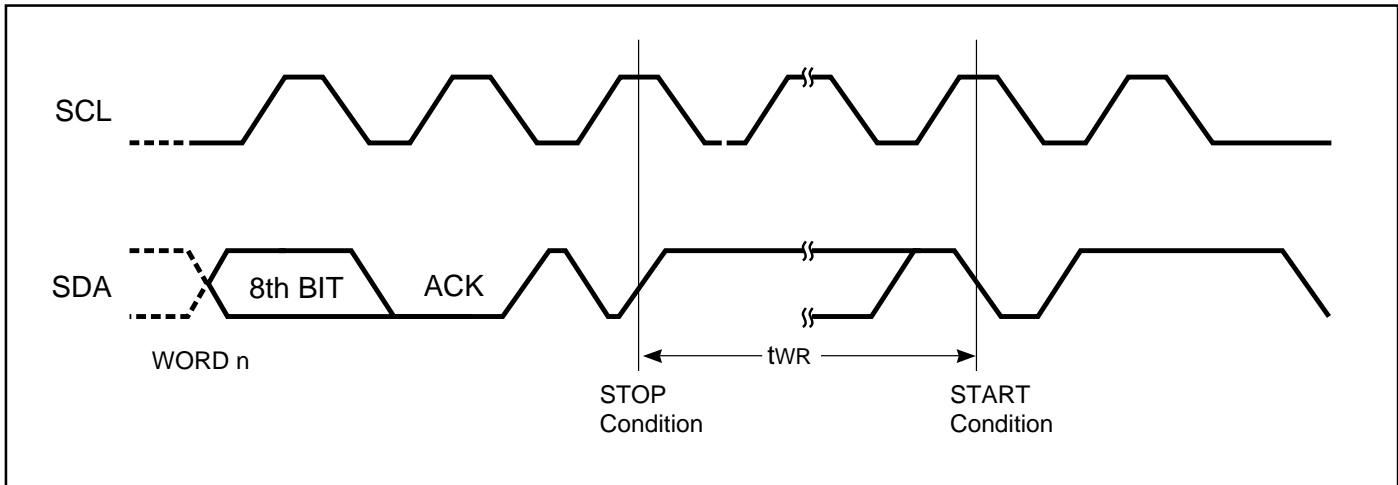 SCL
SDA
8th BIT
ACK
WORD n
tWR
STOP
Condition
START
Condition